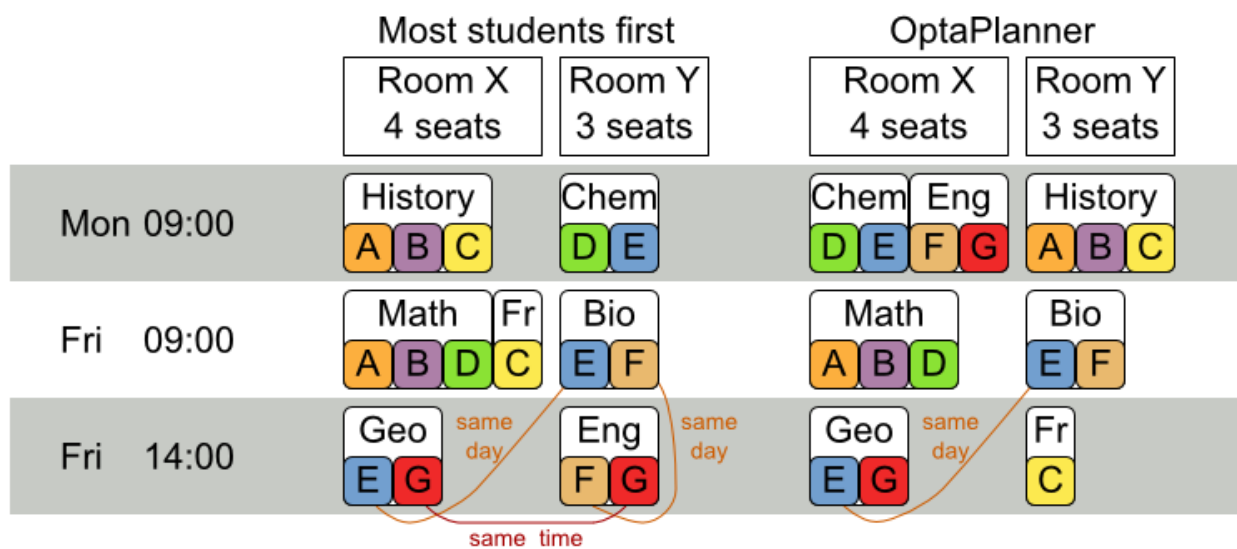 Most students first OptaPlanner
Room X Room Y Room X Room Y
4 seats 3 seats 4 seats 3 seats
Mon 09:00 History Chem Chem Eng History
A B C D E D E F G A B C
Fri 09:00 Math Fr Bio Math Bio
A B D C E F A B D E F
Fri 14:00 Geo same day Eng same day Geo same day Fr
E G F G E G C
same time